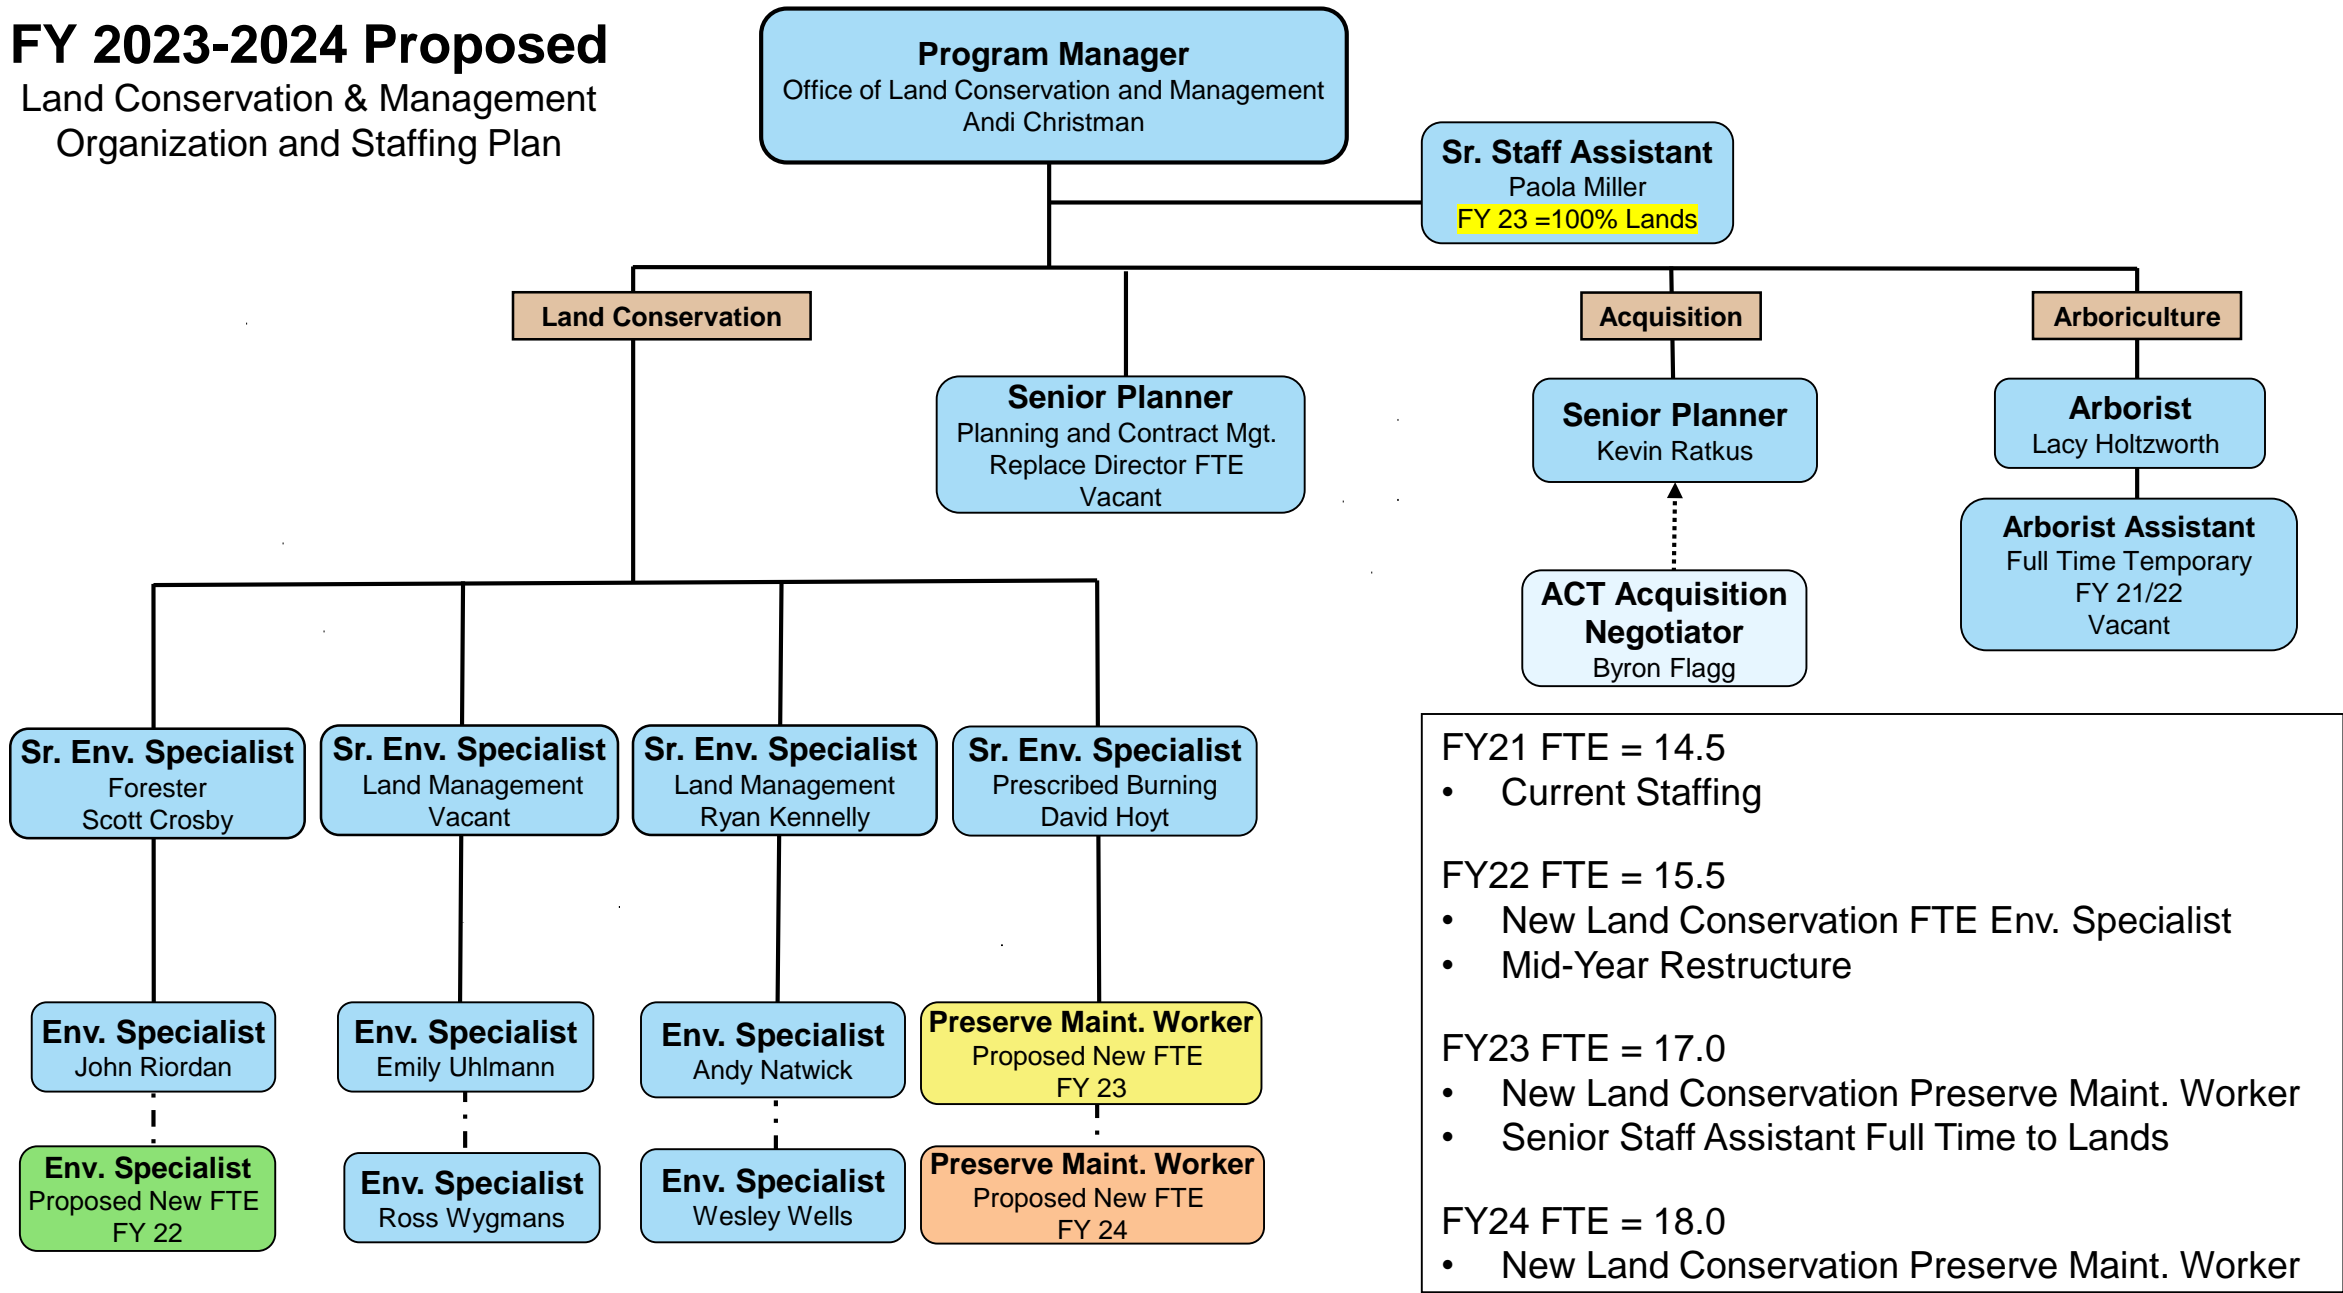 FY 2023-2024 Proposed
Land Conservation & Management
Organization and Staffing Plan
Program Manager
Office of Land Conservation and Management
Andi Christman
Sr. Staff Assistant
Paola Miller
FY 23 =100% Lands
Land Conservation
Acquisition
Arboriculture
Senior Planner
Planning and Contract Mgt.
Replace Director FTE
Vacant
Senior Planner
Kevin Ratkus
Arborist
Lacy Holtzworth
ACT Acquisition
Negotiator
Byron Flagg
Arborist Assistant
Full Time Temporary
FY 21/22
Vacant
Sr. Env. Specialist
Forester
Scott Crosby
Sr. Env. Specialist
Land Management
Vacant
Sr. Env. Specialist
Land Management
Ryan Kennelly
Sr. Env. Specialist
Prescribed Burning
David Hoyt
Env. Specialist
John Riordan
Env. Specialist
Emily Uhlmann
Env. Specialist
Andy Natwick
Preserve Maint. Worker
Proposed New FTE
FY 23
Env. Specialist
Proposed New FTE
FY 22
Env. Specialist
Ross Wygmans
Env. Specialist
Wesley Wells
Preserve Maint. Worker
Proposed New FTE
FY 24
FY21 FTE = 14.5
• Current Staffing
FY22 FTE = 15.5
• New Land Conservation FTE Env. Specialist
• Mid-Year Restructure
FY23 FTE = 17.0
• New Land Conservation Preserve Maint. Worker
• Senior Staff Assistant Full Time to Lands
FY24 FTE = 18.0
• New Land Conservation Preserve Maint. Worker